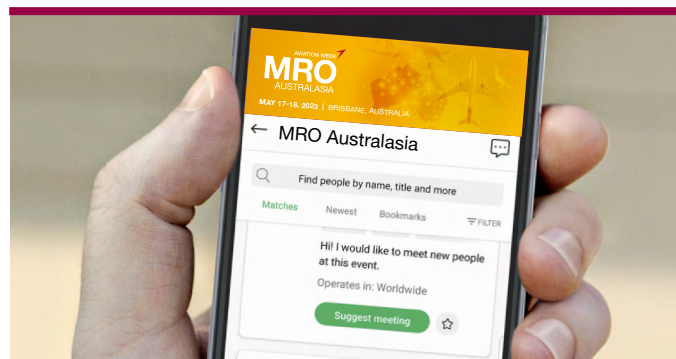 AVIATION WEEK
MRO
AUSTRALASIA
MAY 17-18, 2023 | BRISBANE, AUSTRALIA
MRO Australasia
Find people by name, title and more
Matches Newest Bookmarks FILTER
Hi! I would like to meet new people
at this event.
Operates in: Worldwide
Suggest meeting